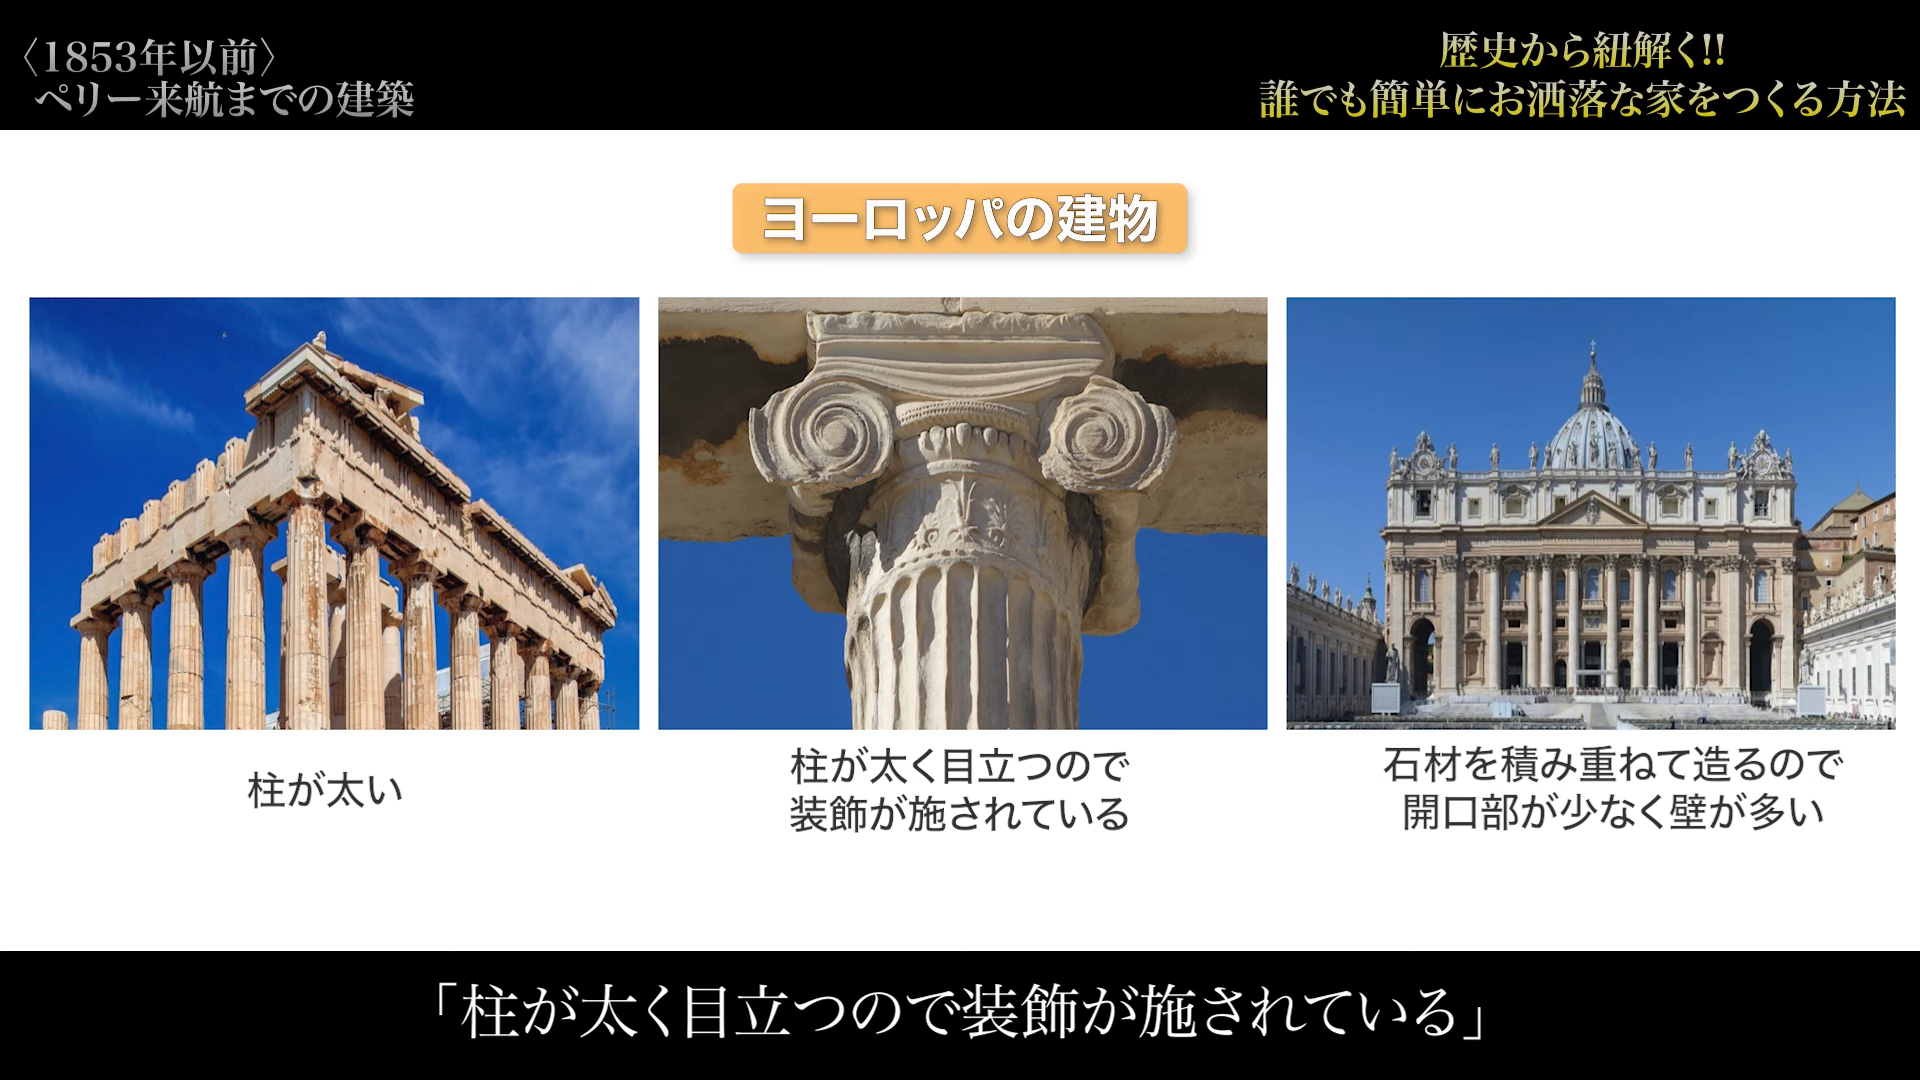 〈1853年以前〉
ペリー来航までの建築
歴史から紐解く!!
誰でも簡単にお洒落な家をつくる方法
ヨーロッパの建物
柱が太い
柱が太く目立つので
装飾が施されている
石材を積み重ねて造るので
開口部が少なく壁が多い
「柱が太く目立つので装飾が施されている」